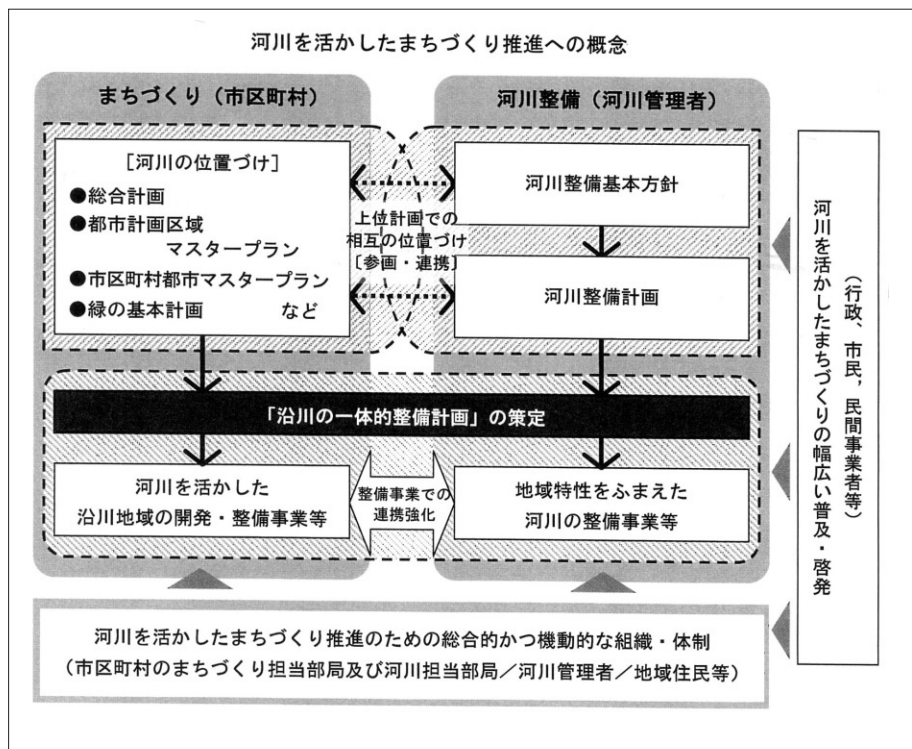 河川を活かしたまちづくり推進への概念
まちづくり（市区町村）
河川整備（河川管理者）
［河川の位置づけ］
●総合計画
●都市計画区域
マスタープラン
●市区町村都市マスタープラン
●緑の基本計画　　など
上位計画での
相互の位置づけ
［参画・連携］
河川整備基本方針
河川整備計画
「沿川の一体的整備計画」の策定
河川を活かした
沿川地域の開発・整備事業等
整備事業での
連携強化
地域特性をふまえた
河川の整備事業等
河川を活かしたまちづくり推進のための総合的かつ機動的な組織・体制
（市区町村のまちづくり担当部局及び河川担当部局／河川管理者／地域住民等）
（行政、市民，民間事業者等）
河川を活かしたまちづくりの幅広い普及・啓発